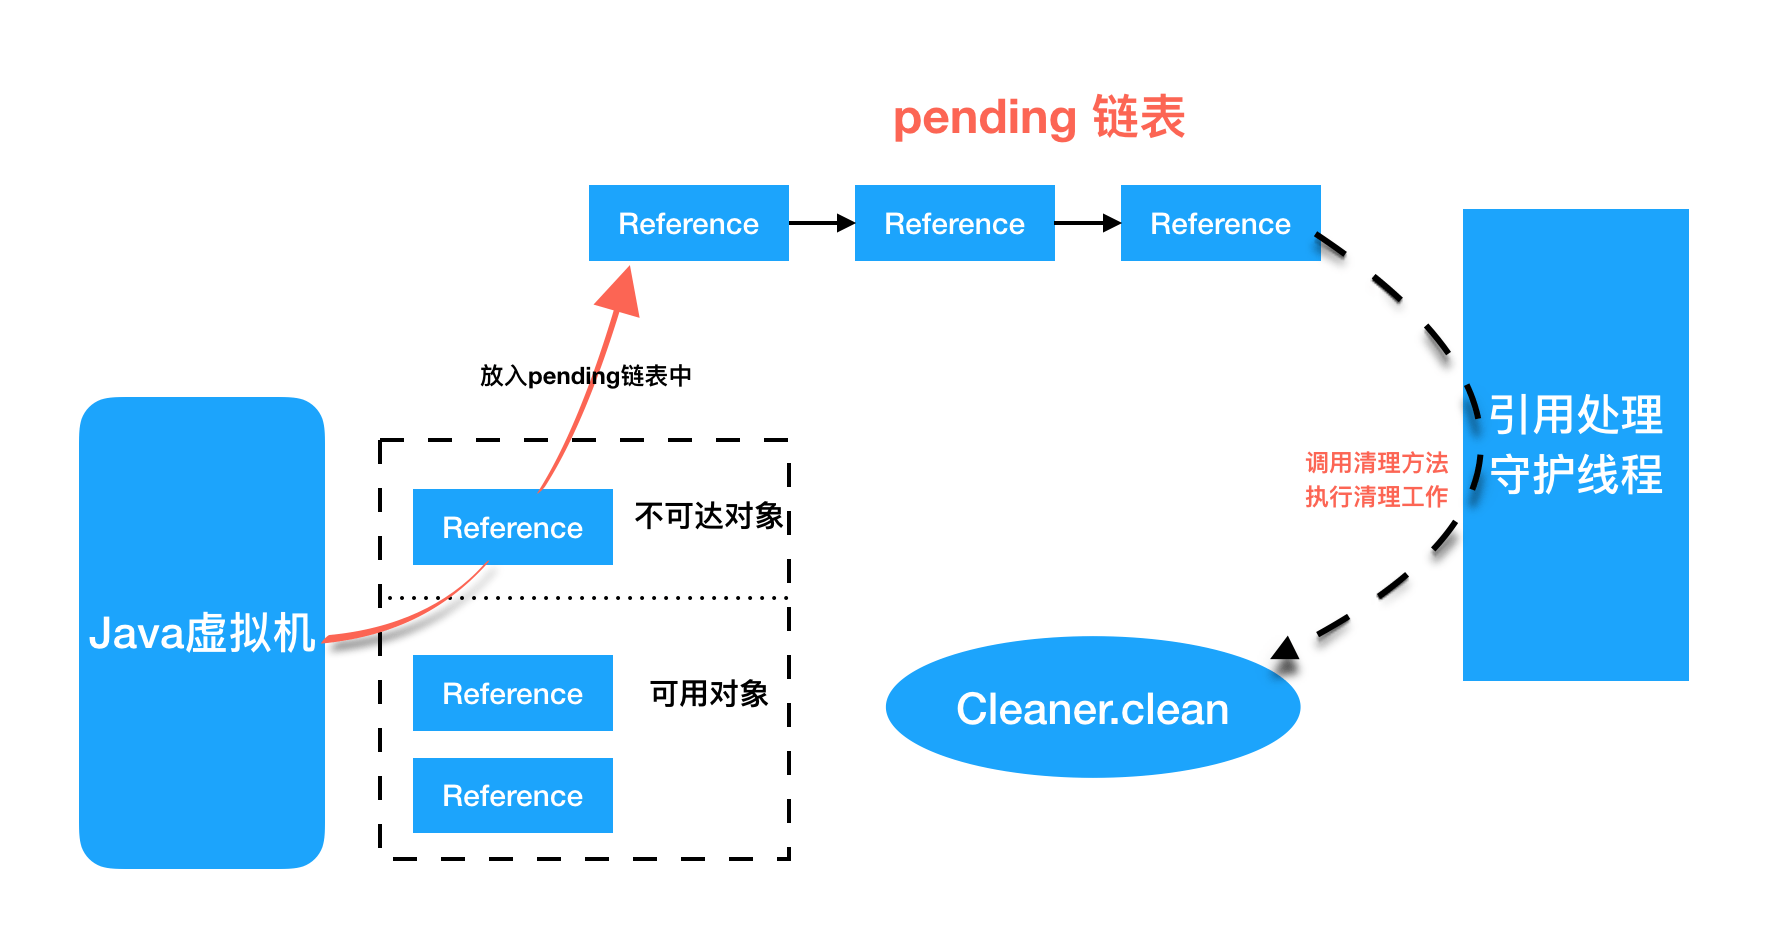 pending 链表
Reference
Reference
Reference
放入pending链表中
引用处理
守护线程
调用清理方法
执行清理工作
Reference
不可达对象
Java虚拟机
Reference
可用对象
Cleaner.clean
Reference